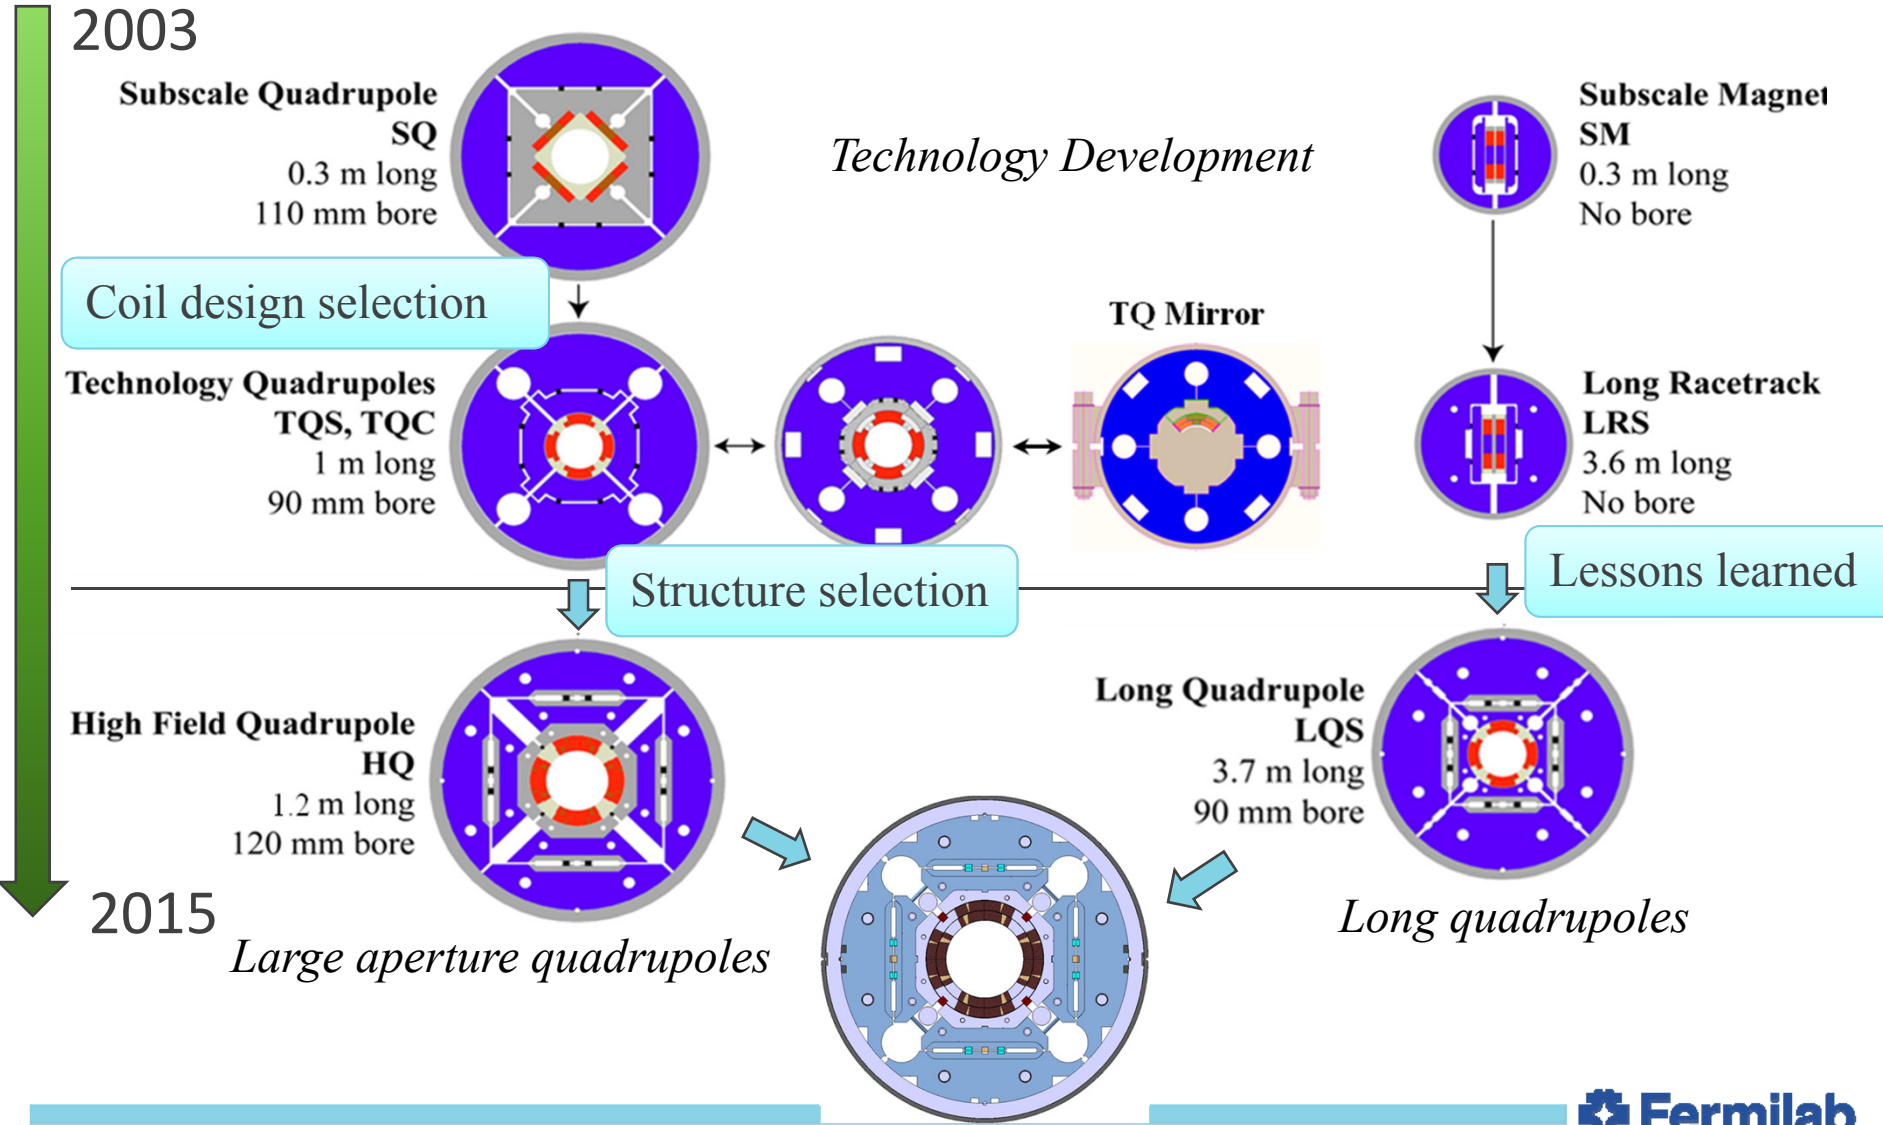 2003
Subscale Quadrupole
SQ
0.3 m long
110 mm bore
Technology Development
Subscale Magnet
SM
0.3 m long
No bore
Coil design selection
TQ Mirror
Technology Quadrupoles
TQS, TQC
1 m long
90 mm bore
Long Racetrack
LRS
3.6 m long
No bore
Structure selection
Lessons learned
High Field Quadrupole
HQ
1.2 m long
120 mm bore
Long Quadrupole
LQS
3.7 m long
90 mm bore
2015
Large aperture quadrupoles
Long quadrupoles
Fermilab